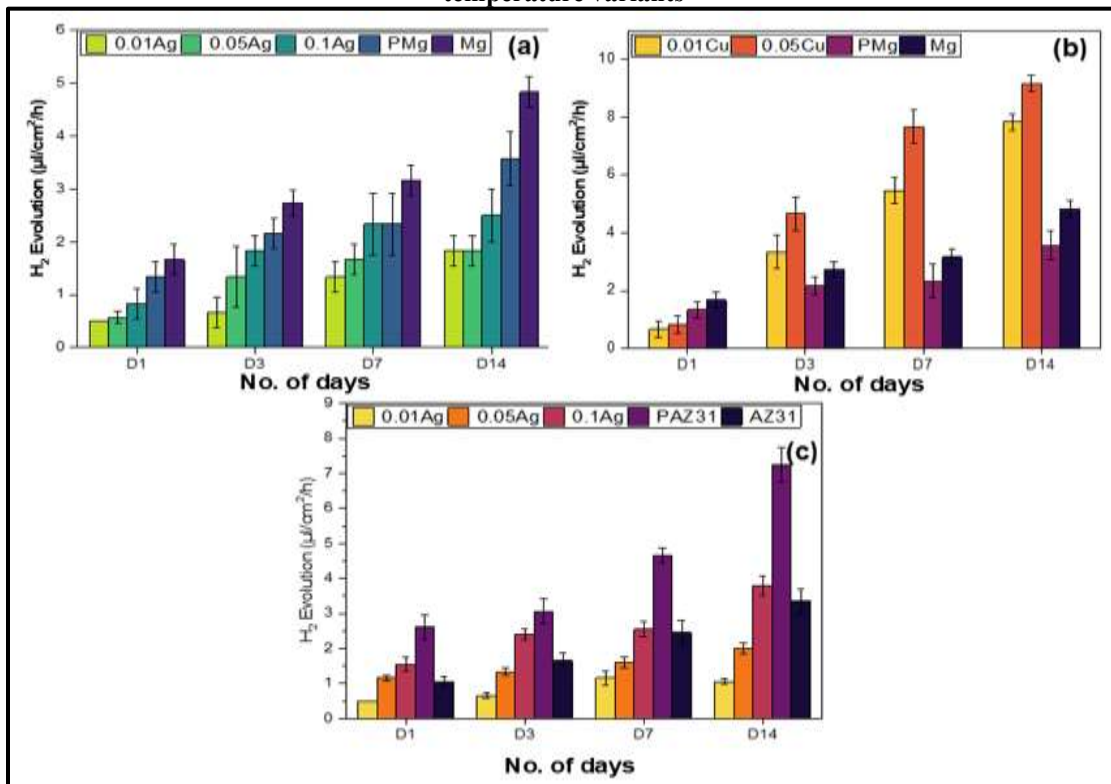 temperature variants
0.01Ag 0.05Ag 0.1Ag PMg Mg
(a)
H2 Evolution (µl/cm²/h)
6
5
4
3
2
1
0
D1 D3 D7 D14
No. of days
0.01Cu 0.05Cu PMg Mg
(b)
H2 Evolution (µl/cm²/h)
10
8
6
4
2
0
D1 D3 D7 D14
No. of days
0.01Ag 0.05Ag 0.1Ag PAZ31 AZ31
(c)
H2 Evolution (µl/cm²/h)
9
8
7
6
5
4
3
2
1
0
D1 D3 D7 D14
No. of days